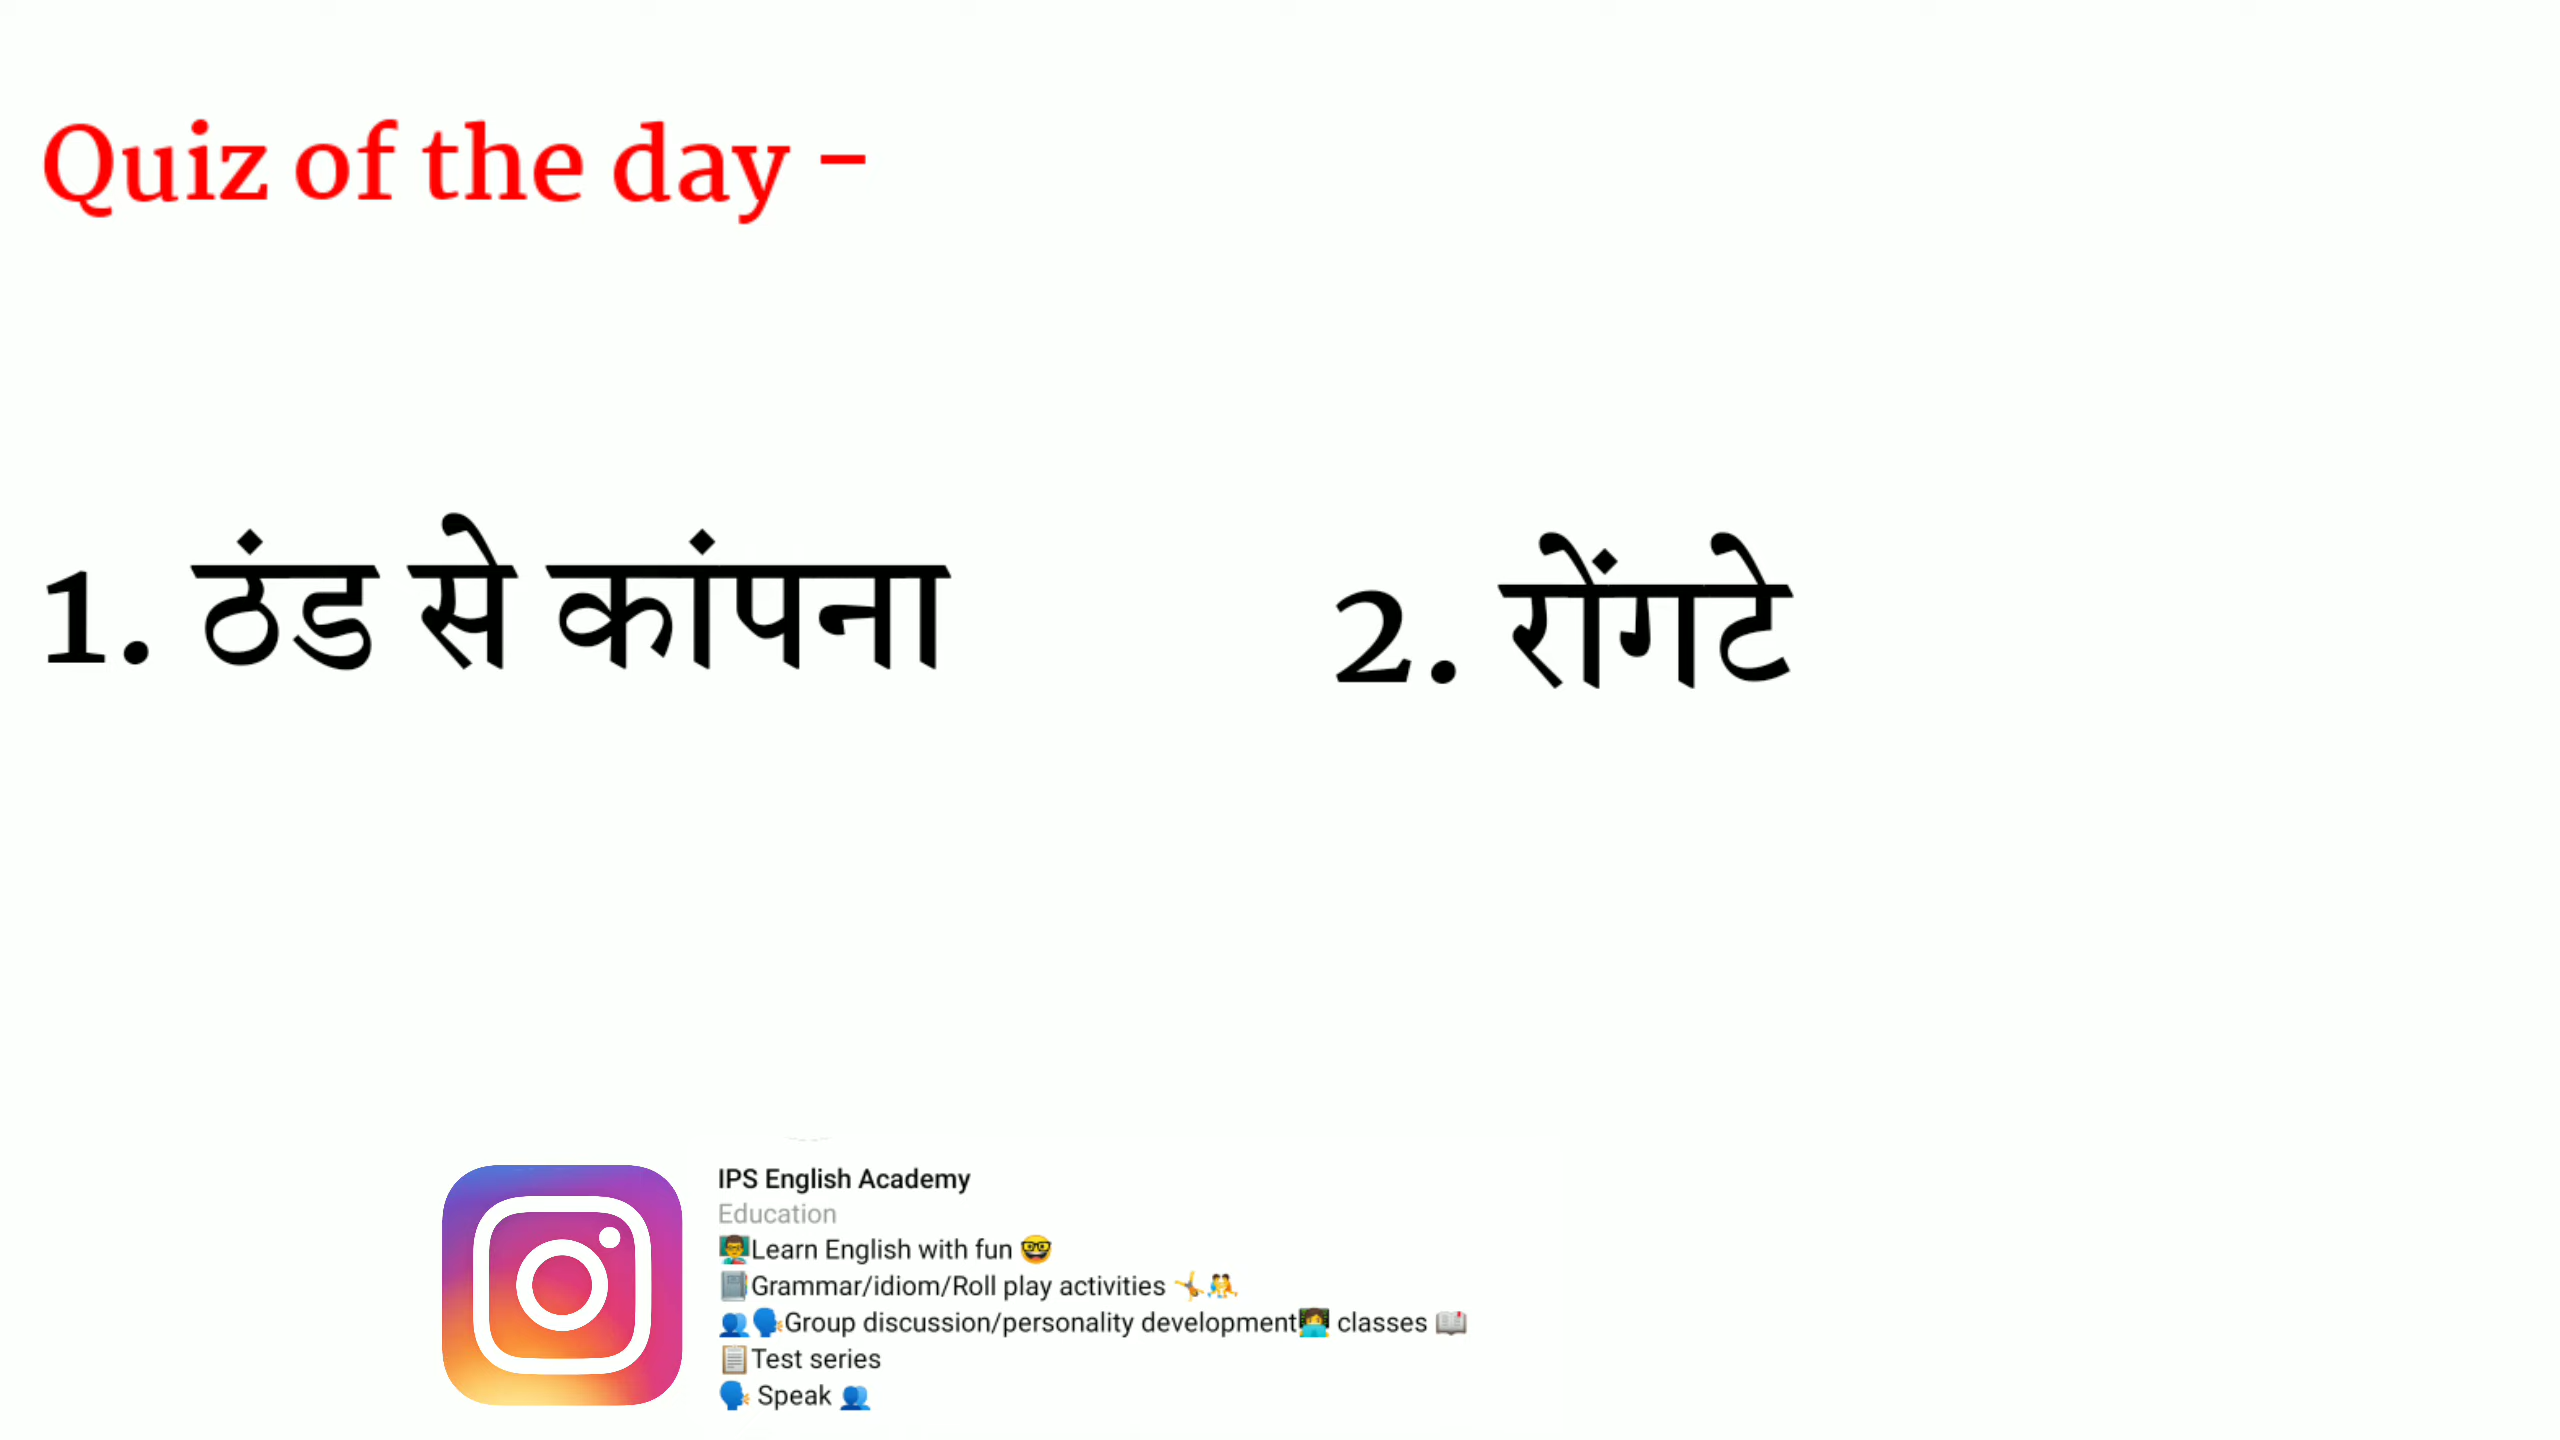 Quiz of the day -
1. ठंड से कांपना
2. रोंगटे
IPS English Academy
Education
👨‍🏫Learn English with fun 🤓
📓Grammar/idiom/Roll play activities 🤸🤼
👥🗣️Group discussion/personality development👩‍💻 classes 📖
📋Test series
🗣️ Speak 👥